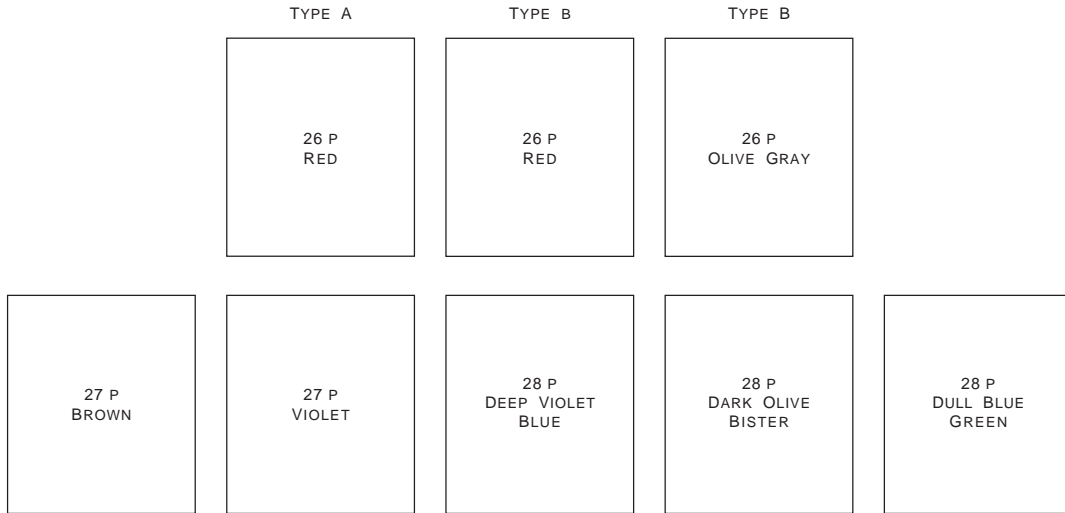 TYPE A
TYPE B
TYPE B
26 P
RED
26 P
RED
26 P
OLIVE GRAY
27 P
BROWN
27 P
VIOLET
28 P
DEEP VIOLET
BLUE
28 P
DARK OLIVE
BISTER
28 P
DULL BLUE
GREEN